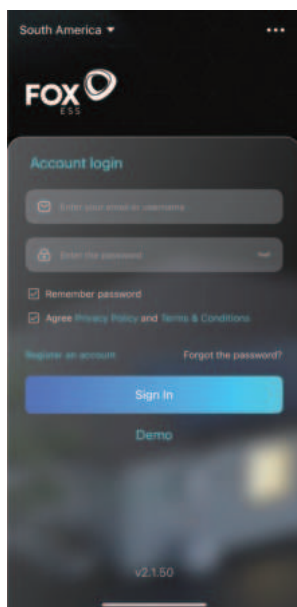 South America
FOX
ESS
Account login
Enter your email or username
Enter the password
Remember password
Agree Privacy Policy and Terms & Conditions
Register an account Forgot the password?
Sign In
Demo
v2.1.50